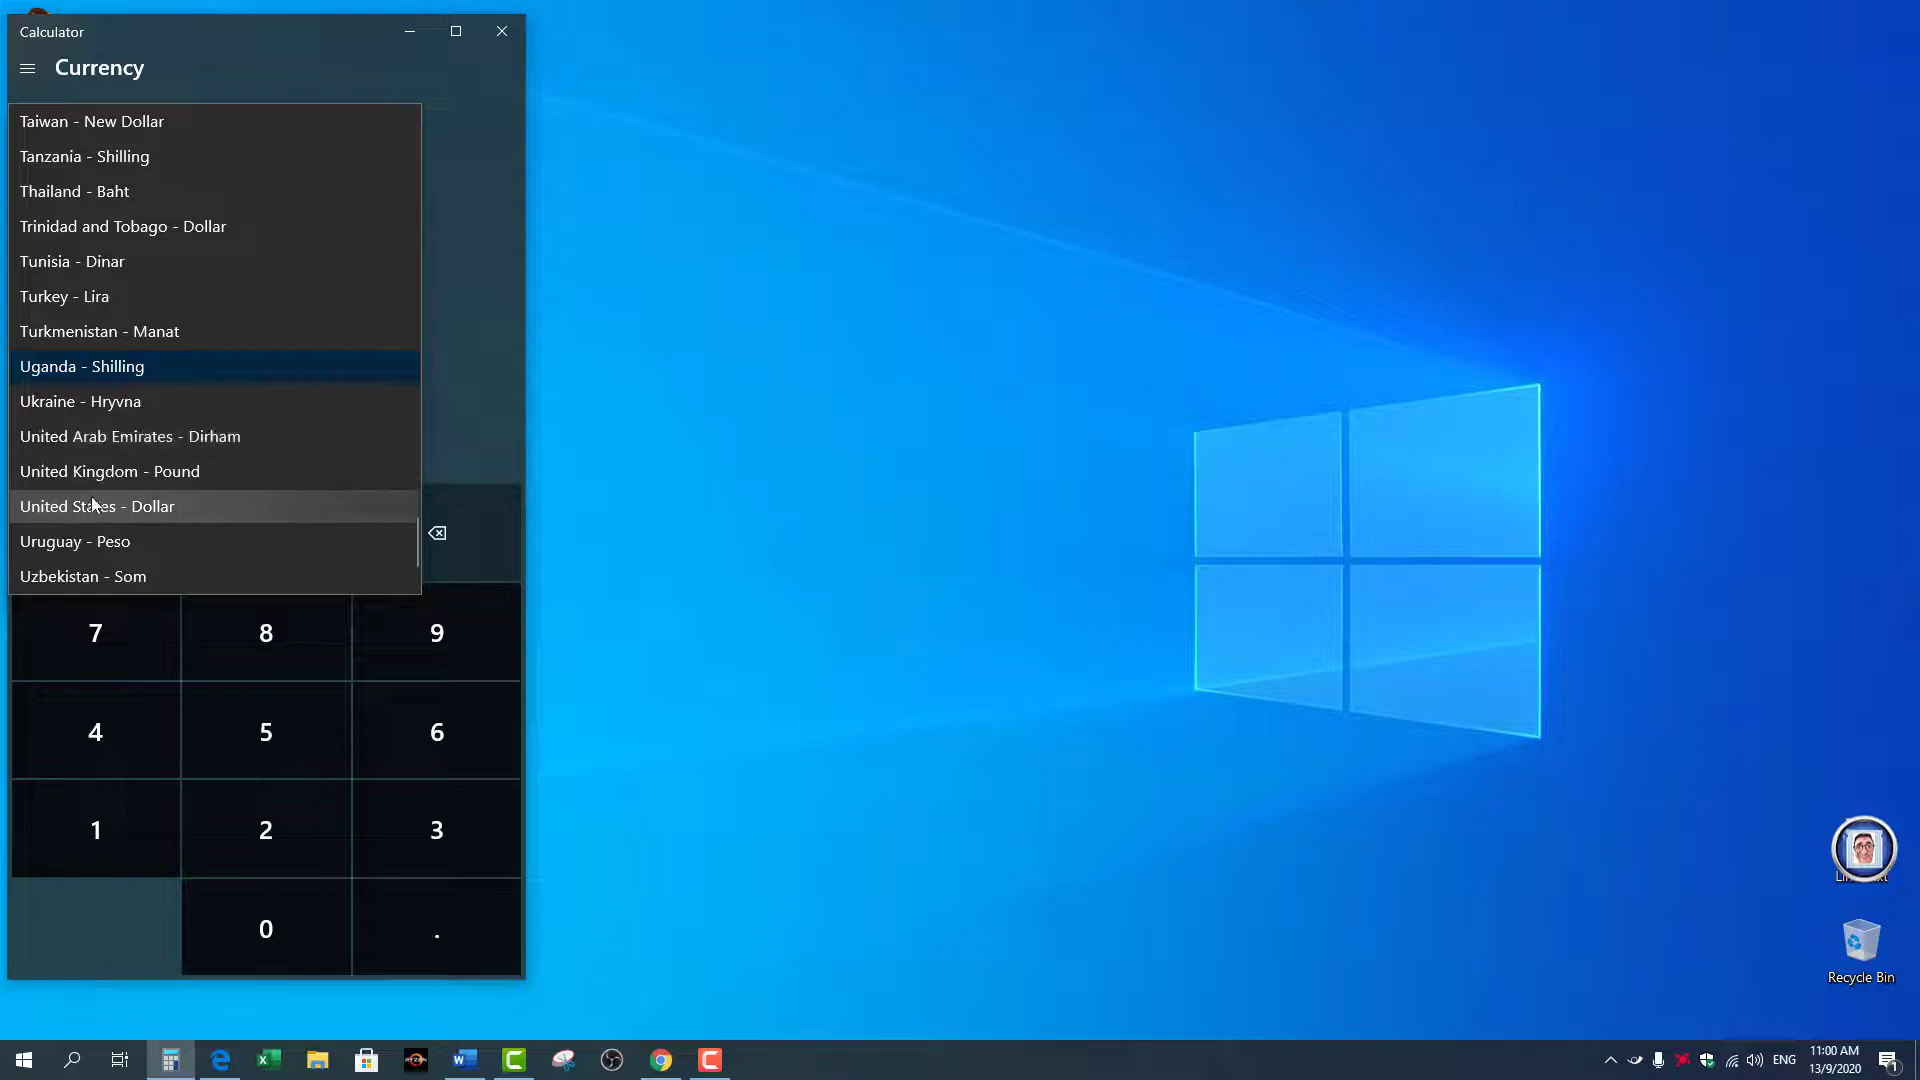 Calculator
Currency
Taiwan - New Dollar
Tanzania - Shilling
Thailand - Baht
Trinidad and Tobago - Dollar
Tunisia - Dinar
Turkey - Lira
Turkmenistan - Manat
Uganda - Shilling
Ukraine - Hryvna
United Arab Emirates - Dirham
United Kingdom - Pound
United States - Dollar
Uruguay - Peso
Uzbekistan - Som
7 8 9
4 5 6
1 2 3
0 .
Recycle Bin
RYZEN
ENG
11:00 AM
13/9/2020
1